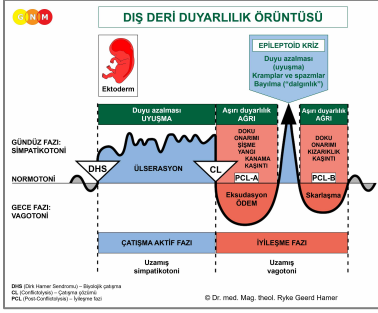 GNM
DIŞ DERİ DUYARLILIK ÖRÜNTÜSÜ
Ektoderm
EPİLEPTOİD KRİZ
Duyu azalması
(uyuşma)
Kramplar ve spazmlar
Bayılma ("dalgınlık")
Duyu azalması
UYUŞMA
Aşırı duyarlılık
AĞRI
Aşırı duyarlılık
AĞRI
GÜNDÜZ FAZI:
SİMPATİKOTONİ
DOKU
ONARIMI
ŞİŞME
YANGI
KANAMA
KAŞINTI
DOKU
ONARIMI
KIZARIKLIK
KAŞINTI
DHS
ÜLSERASYON
CL
PCL-A
PCL-B
NORMOTONİ
Eksudasyon
ÖDEM
Skarlaşma
GECE FAZI:
VAGOTONİ
ÇATIŞMA AKTİF FAZI
İYİLEŞME FAZI
Uzamış
simpatikotoni
Uzamış
vagotoni
DHS (Dirk Hamer Sendromu) – Biyolojik çatışma
CL (Conflictolysis) – Çatışma çözümü
PCL (Post-Conflictolysis) – İyileşme fazı
© Dr. med. Mag. theol. Ryke Geerd Hamer